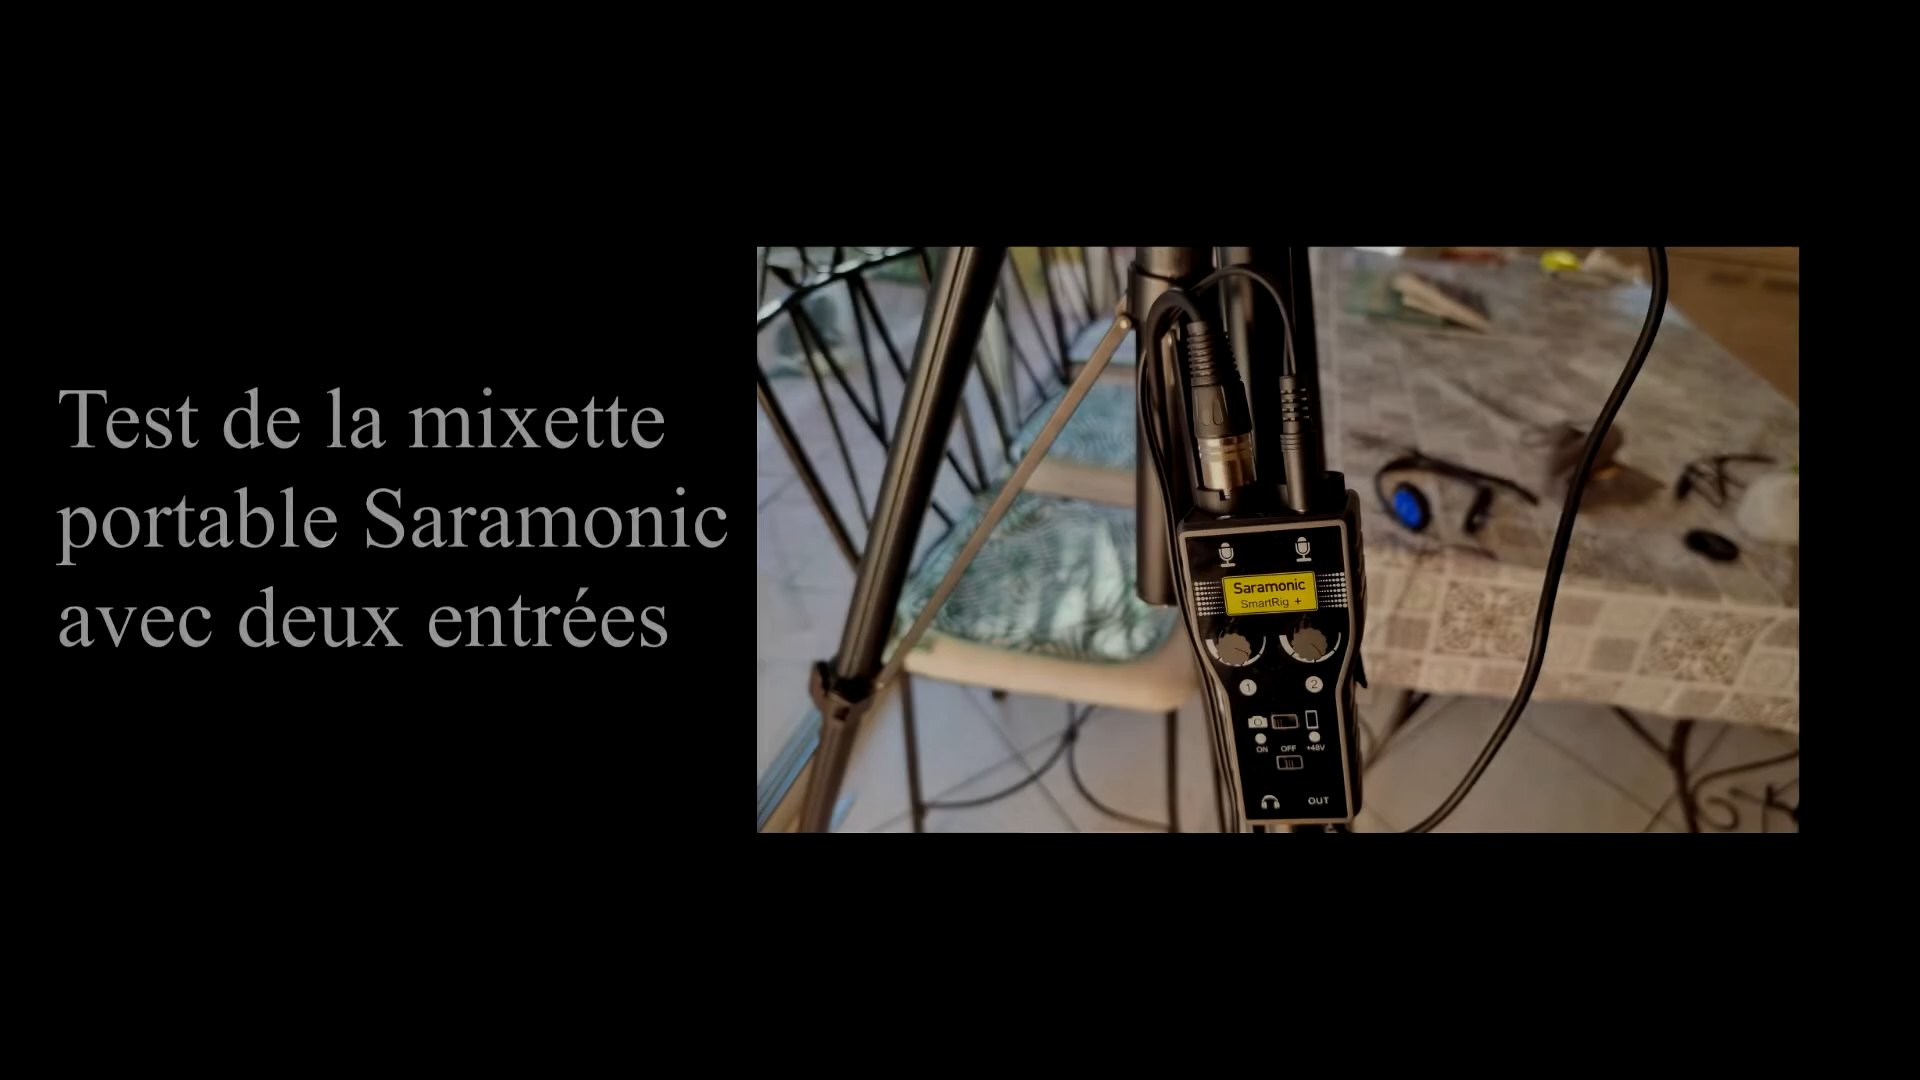 Test de la mixette
portable Saramonic
avec deux entrées
Saramonic
SmartRig +
1 2
ON OFF +48V
OUT